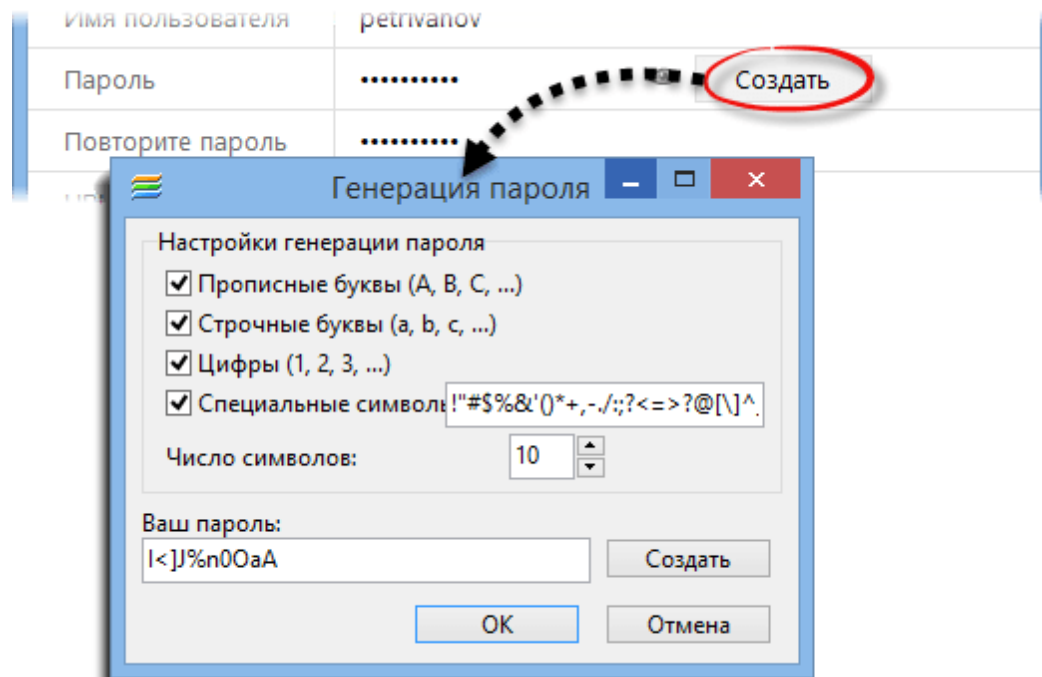 Имя пользователя petrivanov
Пароль •••••••••• Создать
Повторите пароль ••••••••••
Генерация пароля
Настройки генерации пароля
Прописные буквы (A, B, C, ...)
Строчные буквы (a, b, c, ...)
Цифры (1, 2, 3, ...)
Специальные символь !"#$%&'()*+,-./:;?<=>?@[\]^
Число символов: 10
Ваш пароль:
I<]J%n0OaA Создать
OK Отмена